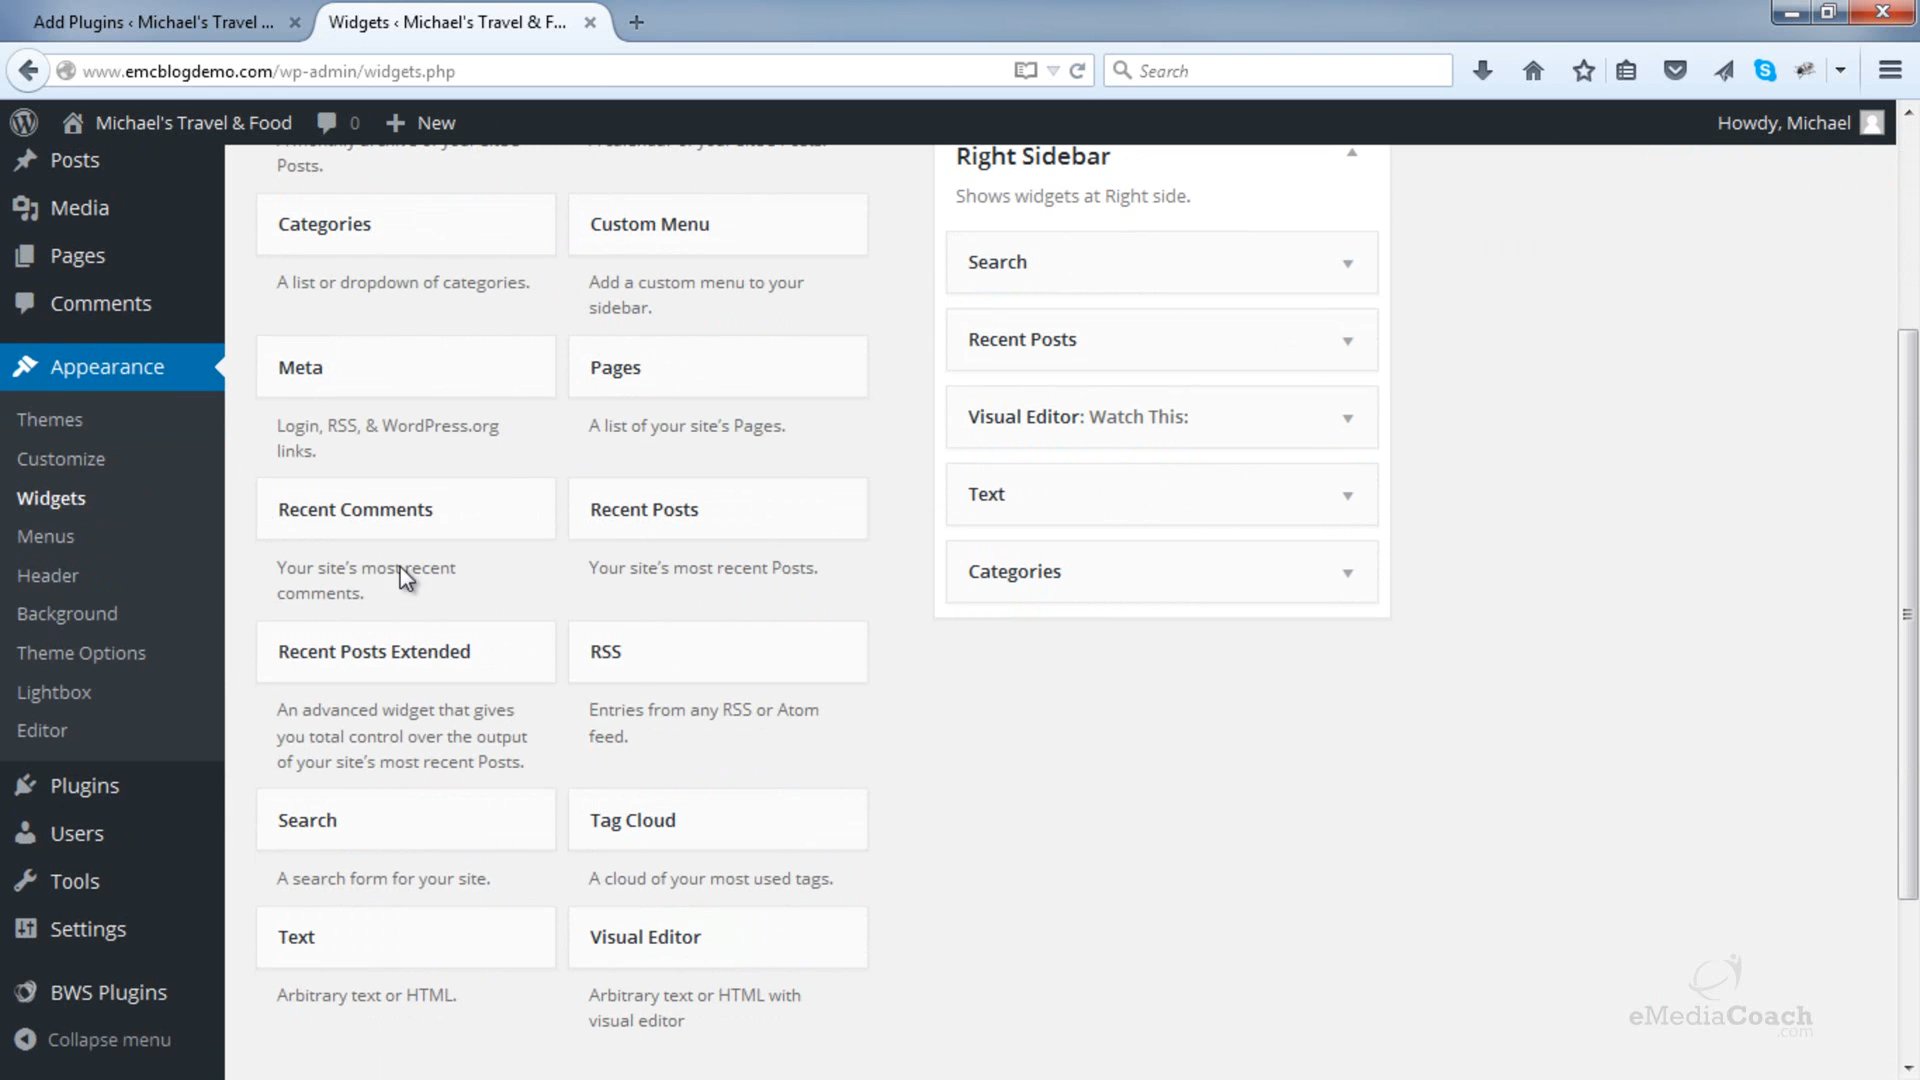 Add Plugins ‹ Michael's Travel ...
Widgets ‹ Michael's Travel & F...
www.emcblogdemo.com/wp-admin/widgets.php
Search
Michael's Travel & Food
0
New
Howdy, Michael
Posts
Media
Pages
Comments
Appearance
Themes
Customize
Widgets
Menus
Header
Background
Theme Options
Lightbox
Editor
Plugins
Users
Tools
Settings
BWS Plugins
Collapse menu
Posts.
Categories
A list or dropdown of categories.
Custom Menu
Add a custom menu to your
sidebar.
Meta
Login, RSS, & WordPress.org
links.
Pages
A list of your site's Pages.
Recent Comments
Your site's most recent
comments.
Recent Posts
Your site's most recent Posts.
Recent Posts Extended
An advanced widget that gives
you total control over the output
of your site's most recent Posts.
RSS
Entries from any RSS or Atom
feed.
Search
A search form for your site.
Tag Cloud
A cloud of your most used tags.
Text
Arbitrary text or HTML.
Visual Editor
Arbitrary text or HTML with
visual editor
Right Sidebar
Shows widgets at Right side.
Search
Recent Posts
Visual Editor: Watch This:
Text
Categories
eMediaCoach
.com